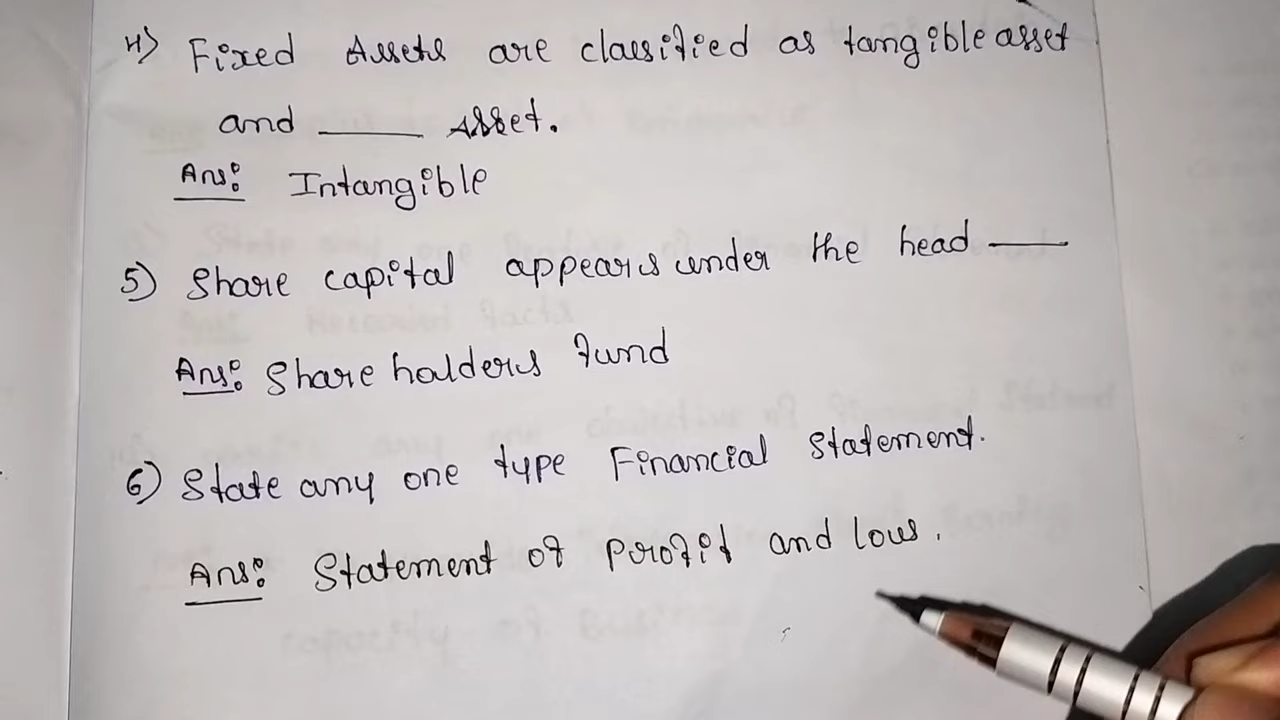 4) Fixed Assets are classified as tangible asset
and ____ Asset.
Ans: Intangible
5) Share capital appears under the head ____
Ans: Share holders fund
6) State any one type Financial Statement.
Ans: Statement of Profit and loss.